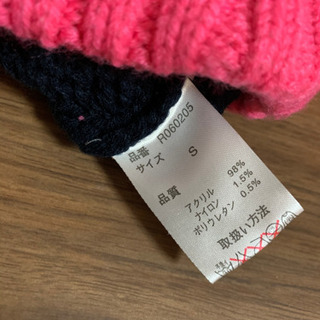 品番 R060205
サイズ S
品質
アクリル 98%
ナイロン 1.5%
ポリウレタン 0.5%
取扱い方法